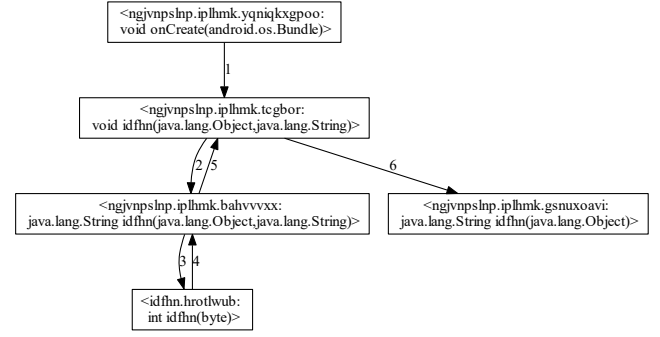 <ngjvnpslnp.iplhmk.yqniqkxgpoo:
void onCreate(android.os.Bundle)>
1
<ngjvnpslnp.iplhmk.tcgbor:
void idfhn(java.lang.Object,java.lang.String)>
2
5
6
<ngjvnpslnp.iplhmk.bahvvvxx:
java.lang.String idfhn(java.lang.Object,java.lang.String)>
<ngjvnpslnp.iplhmk.gsnuxoavi:
java.lang.String idfhn(java.lang.Object)>
3
4
<idfhn.hrotlwub:
int idfhn(byte)>